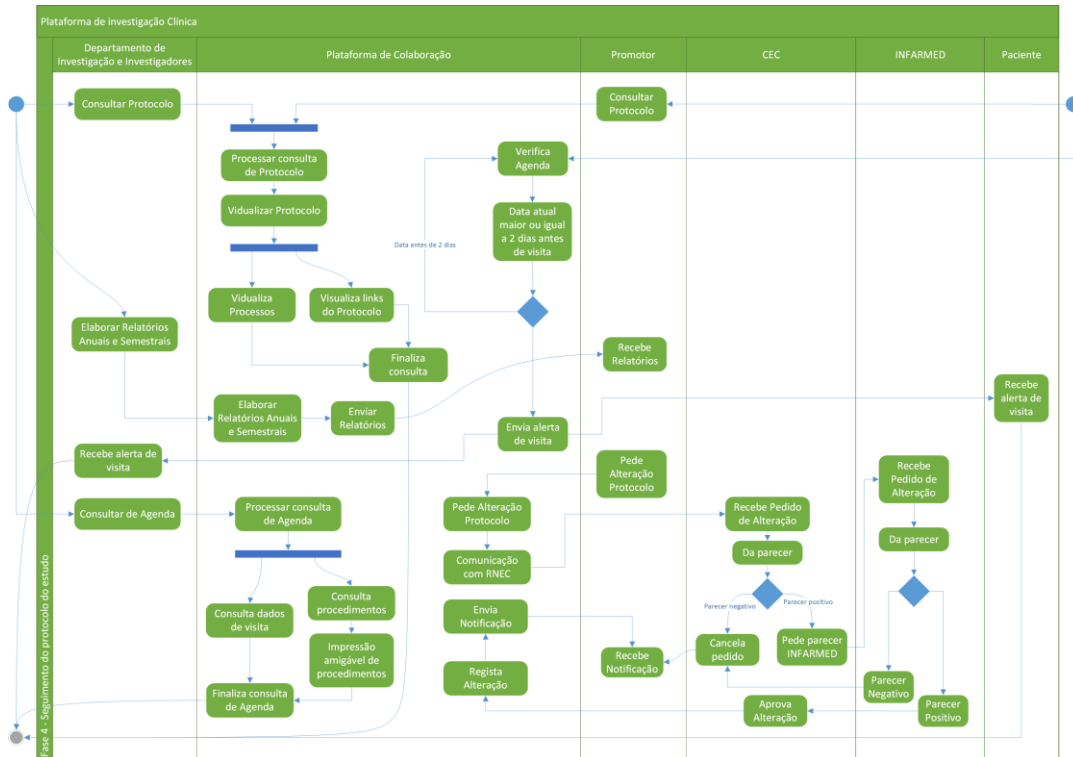 Plataforma de investigação Clínica
Departamento de
Investigação e Investigadores
Plataforma de Colaboração
Promotor
CEC
INFARMED
Paciente
Fase 4 - Seguimento do protocolo do estudo
Consultar Protocolo
Consultar
Protocolo
Processar consulta
de Protocolo
Verifica
Agenda
Vidualizar Protocolo
Data atual
maior ou igual
a 2 dias antes
de visita
Data antes de 2 dias
Vidualiza
Processos
Visualiza links
do Protocolo
Elaborar Relatórios
Anuais e Semestrais
Finaliza
consulta
Recebe
Relatórios
Recebe
alerta de
visita
Elaborar
Relatórios Anuais
e Semestrais
Enviar
Relatórios
Envia alerta
de visita
Recebe alerta de
visita
Pede
Alteração
Protocolo
Recebe
Pedido de
Alteração
Consultar de Agenda
Processar consulta
de Agenda
Pede Alteração
Protocolo
Recebe Pedido
de Alteração
Da parecer
Da parecer
Comunicação
com RNEC
Consulta
procedimentos
Parecer negativo
Parecer positivo
Consulta dados
de visita
Envia
Notificação
Cancela
pedido
Pede parecer
INFARMED
Impressão
amigável de
procedimentos
Recebe
Notificação
Regista
Alteração
Parecer
Negativo
Finaliza consulta
de Agenda
Aprova
Alteração
Parecer
Positivo